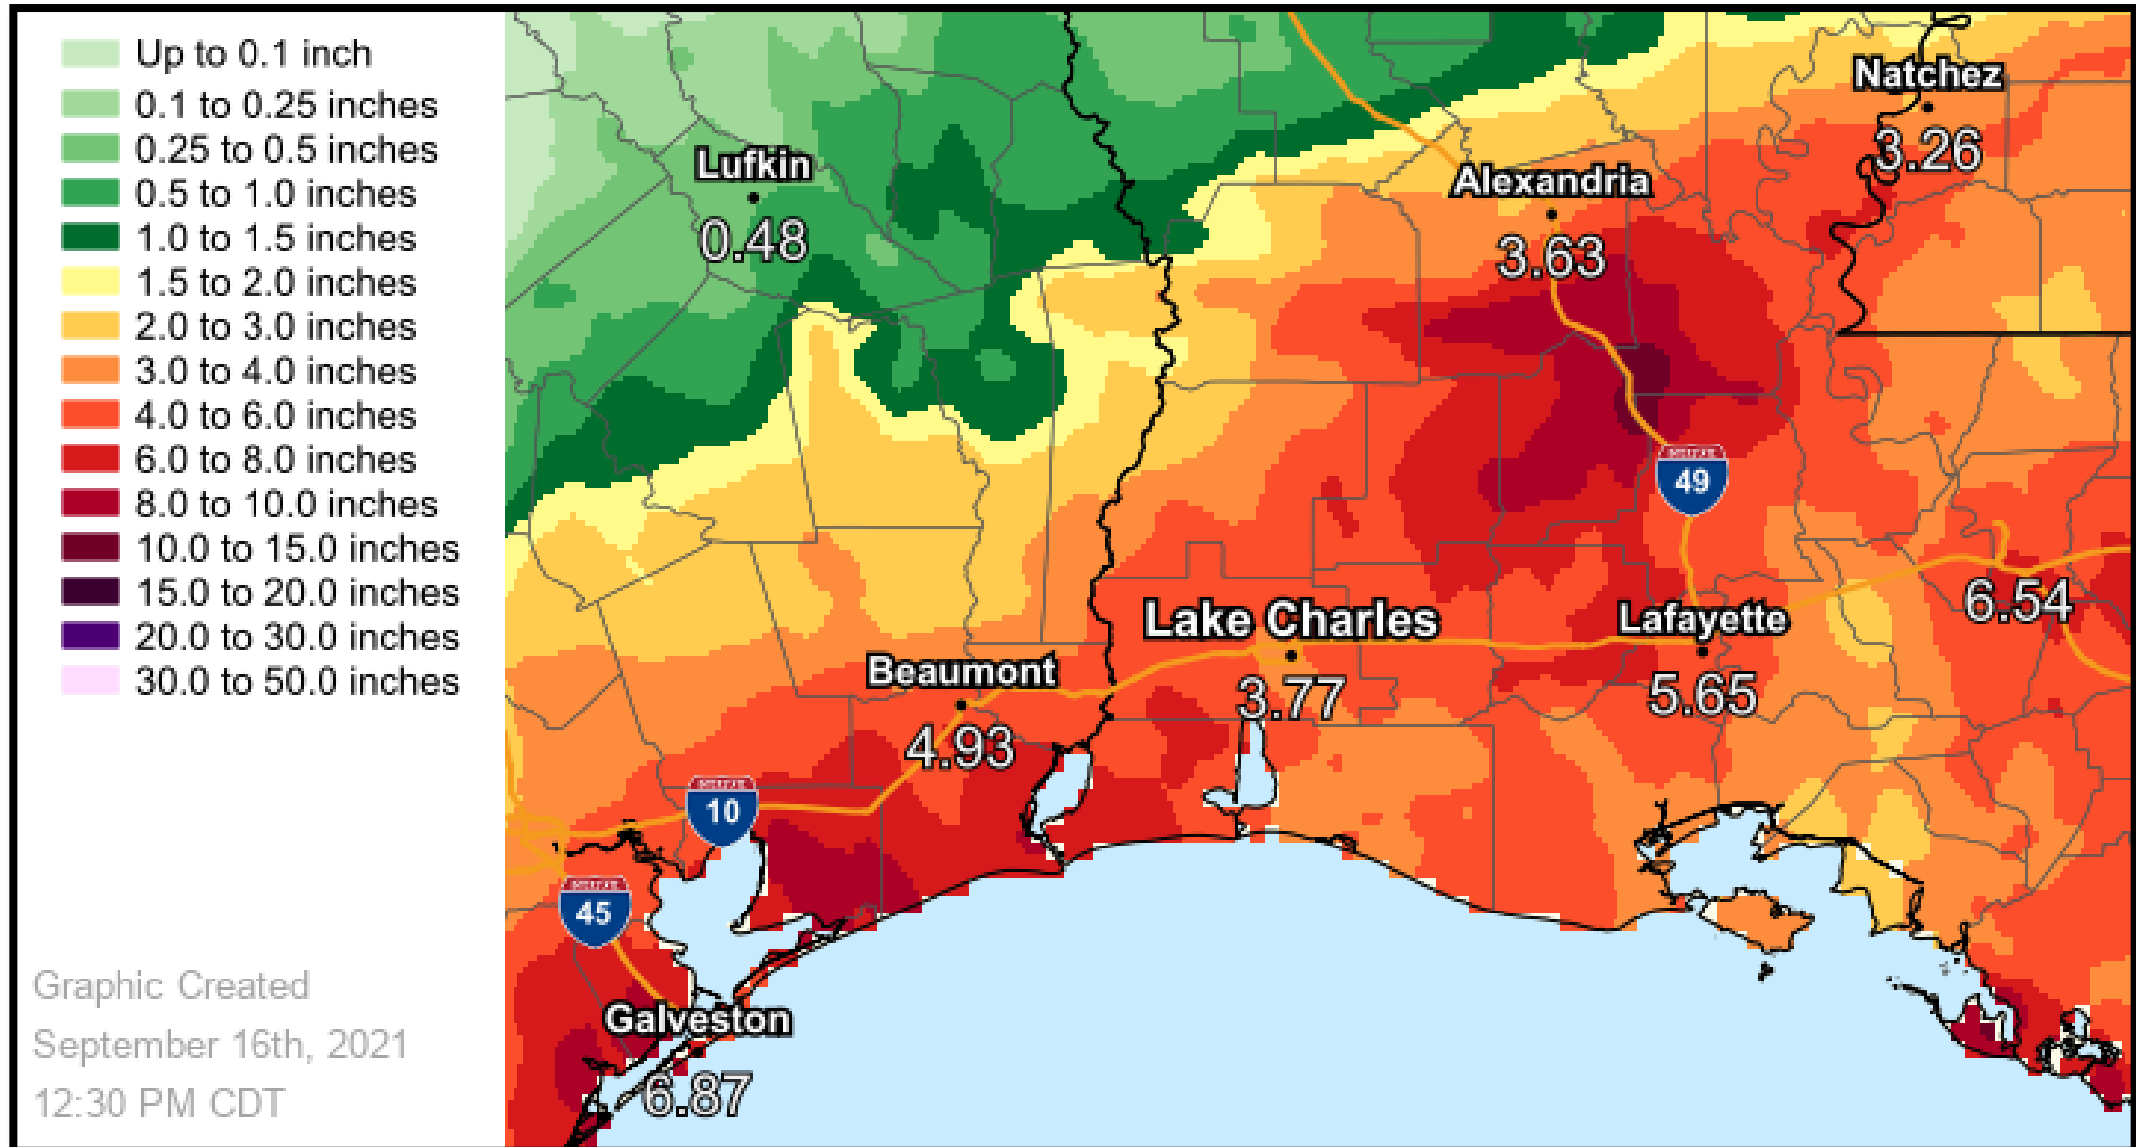 Up to 0.1 inch
0.1 to 0.25 inches
0.25 to 0.5 inches
0.5 to 1.0 inches
1.0 to 1.5 inches
1.5 to 2.0 inches
2.0 to 3.0 inches
3.0 to 4.0 inches
4.0 to 6.0 inches
6.0 to 8.0 inches
8.0 to 10.0 inches
10.0 to 15.0 inches
15.0 to 20.0 inches
20.0 to 30.0 inches
30.0 to 50.0 inches
Graphic Created
September 16th, 2021
12:30 PM CDT
Natchez
3.26
Lufkin
0.48
Alexandria
3.63
49
Lake Charles
3.77
Lafayette
5.65
6.54
Beaumont
4.93
10
45
Galveston
6.87